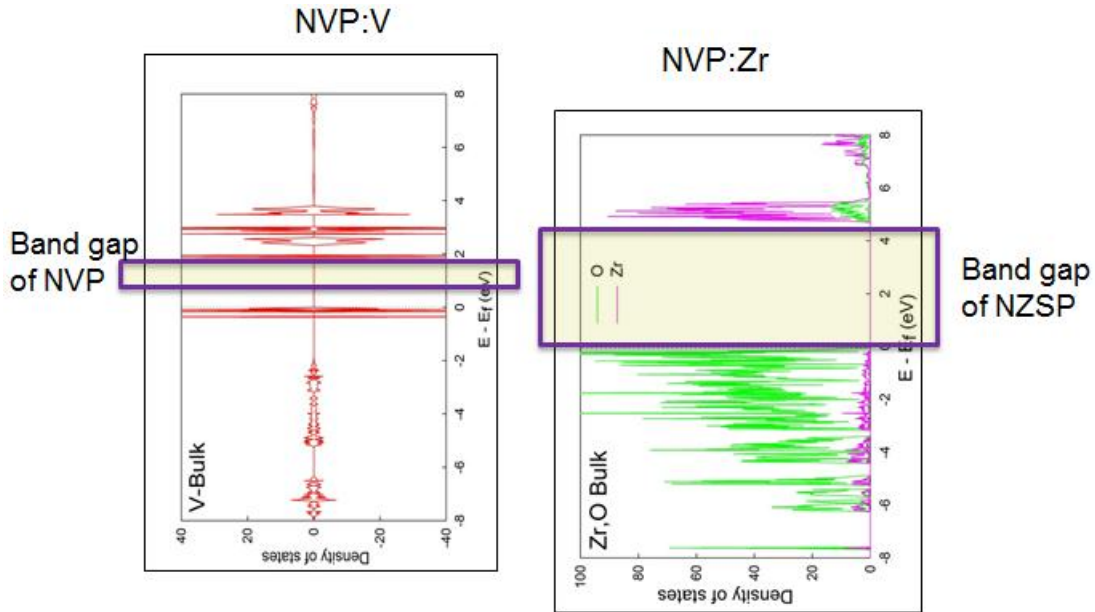 NVP:V
NVP:Zr
Band gap
of NVP
Band gap
of NZSP
V-Bulk
Density of states
40
20
0
-20
-40
E - Ef (eV)
8
6
4
2
0
-2
-4
-6
-8
Zr,O Bulk
O
Zr
Density of states
100
80
60
40
20
0
E - Ef (eV)
8
6
4
2
0
-2
-4
-6
-8